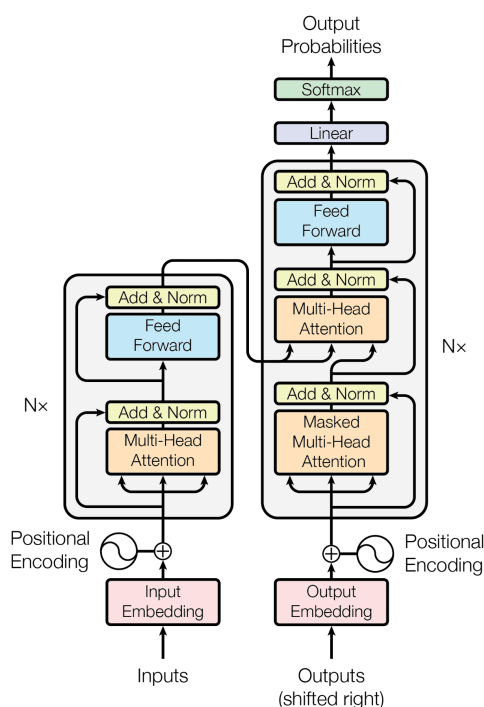 Output
Probabilities
Softmax
Linear
Add & Norm
Feed
Forward
Add & Norm
Multi-Head
Attention
Nx
Add & Norm
Masked
Multi-Head
Attention
Add & Norm
Feed
Forward
Nx
Add & Norm
Multi-Head
Attention
Positional
Encoding
Positional
Encoding
Input
Embedding
Output
Embedding
Inputs
Outputs
(shifted right)